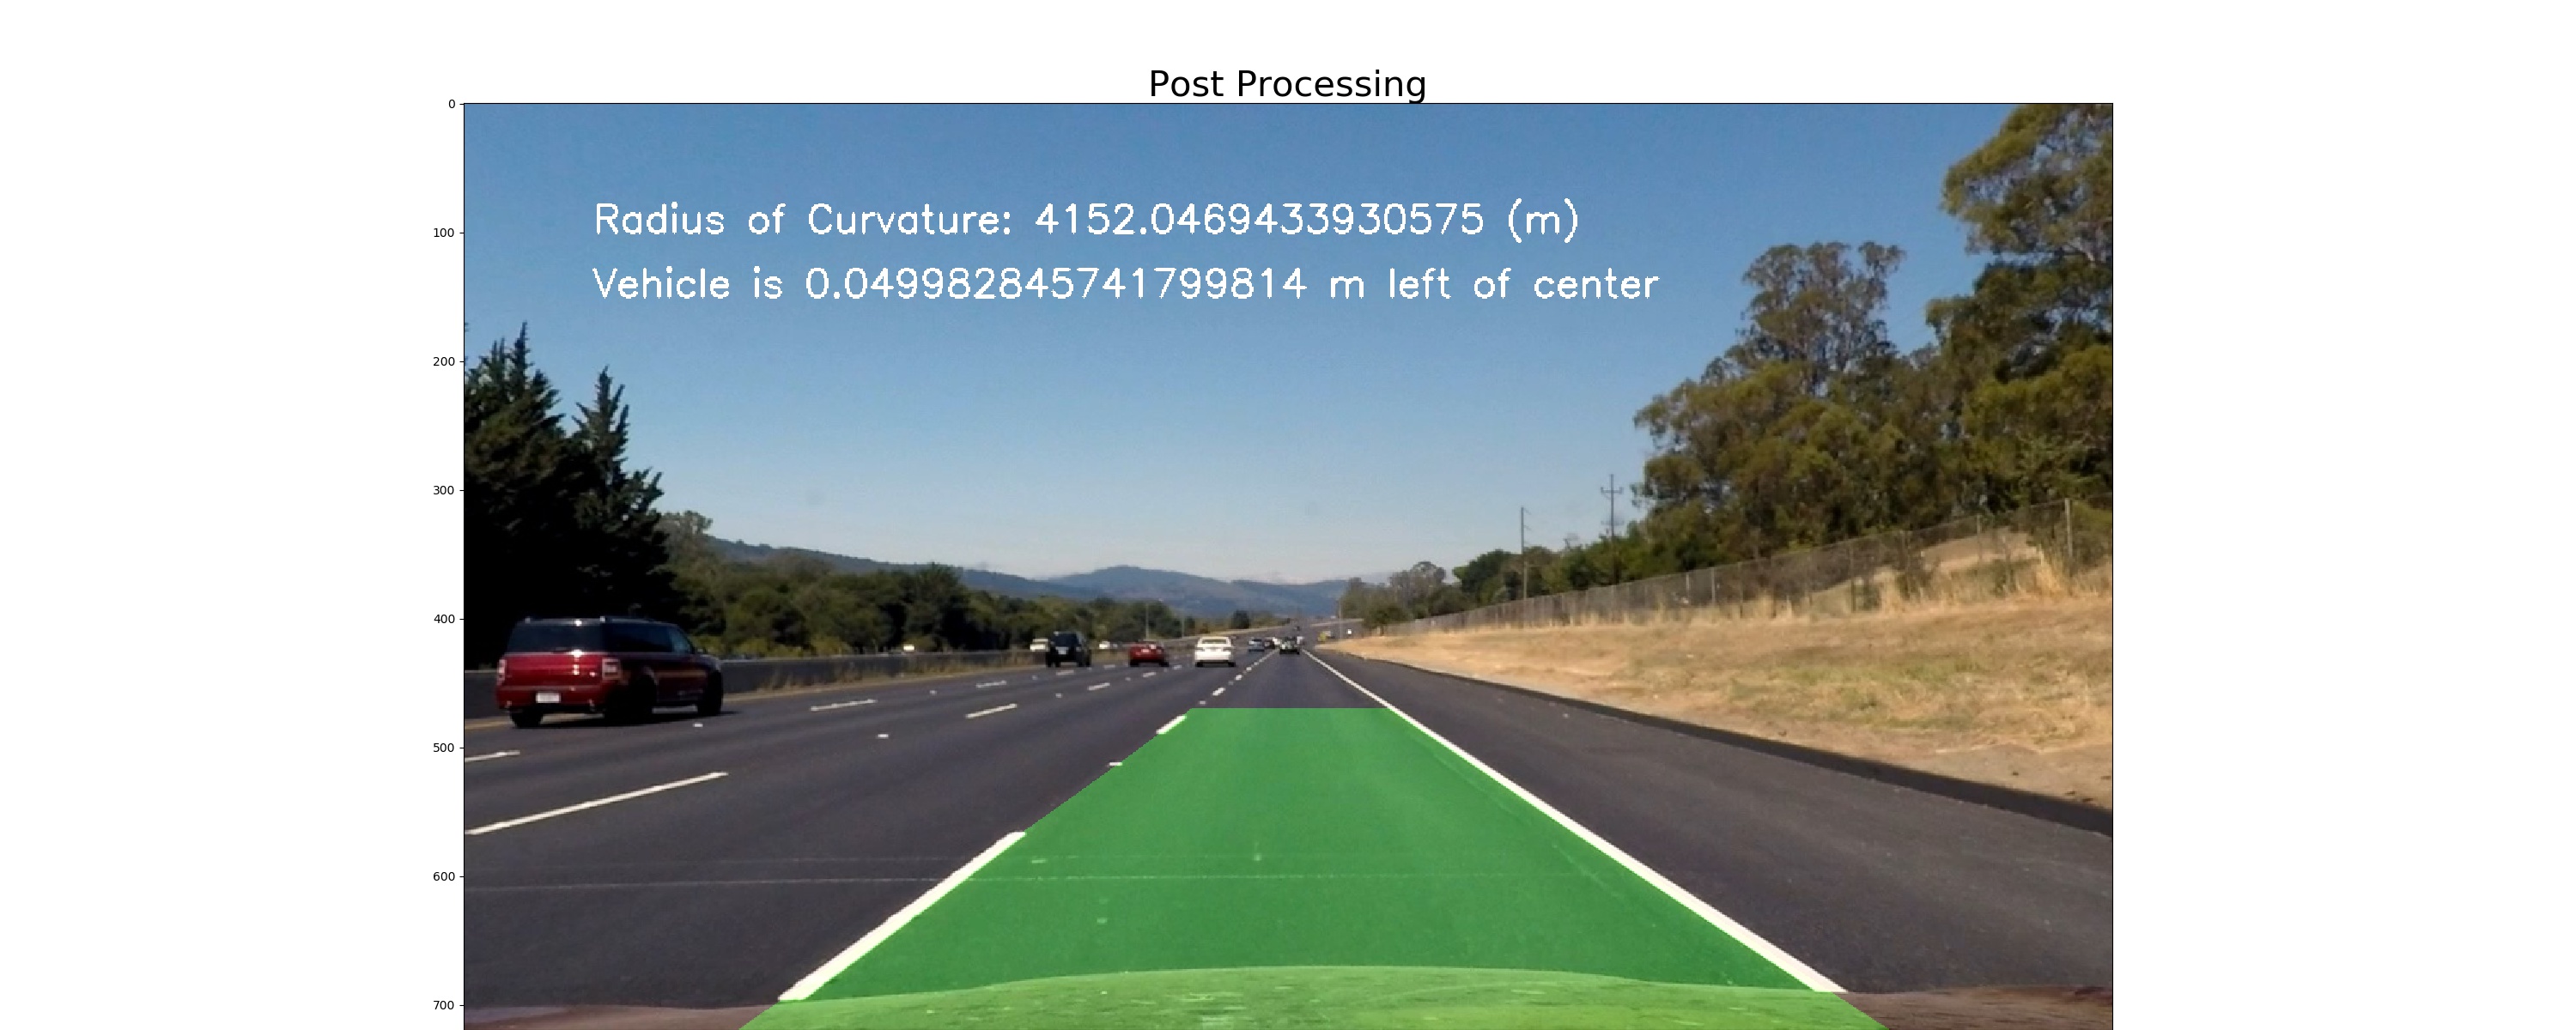 Post Processing
0
Radius of Curvature: 4152.0469433930575 (m)
100
Vehicle is 0.049982845741799814 m left of center
200
300
400
500
600
700